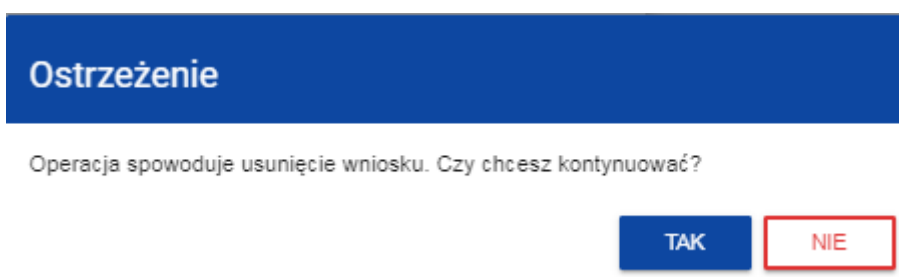 Ostrzeżenie
Operacja spowoduje usunięcie wniosku. Czy chcesz kontynuować?
TAK NIE